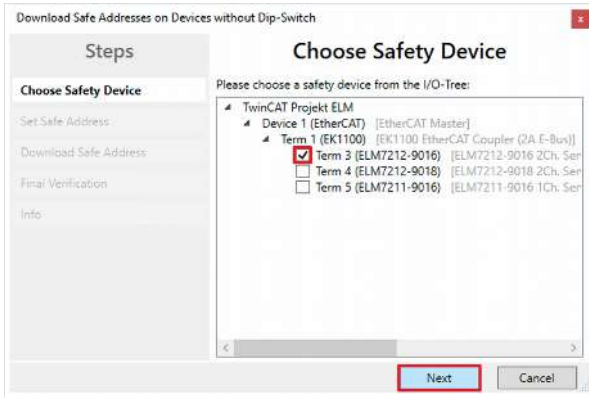 Download Safe Addresses on Devices without Dip-Switch
Steps
Choose Safety Device
Set Safe Address
Download Safe Address
Final Verification
Info
Choose Safety Device
Please choose a safety device from the I/O-Tree:
TwinCAT Projekt ELM
Device 1 (EtherCAT) [EtherCAT Master]
Term 1 (EK1100) [EK1100 EtherCAT Coupler (2A E-Bus)]
Term 3 (ELM7212-9016) [ELM7212-9016 2Ch. Ser
Term 4 (ELM7212-9018) [ELM7212-9018 2Ch. Ser
Term 5 (ELM7211-9016) [ELM7211-9016 1Ch. Ser
Next
Cancel